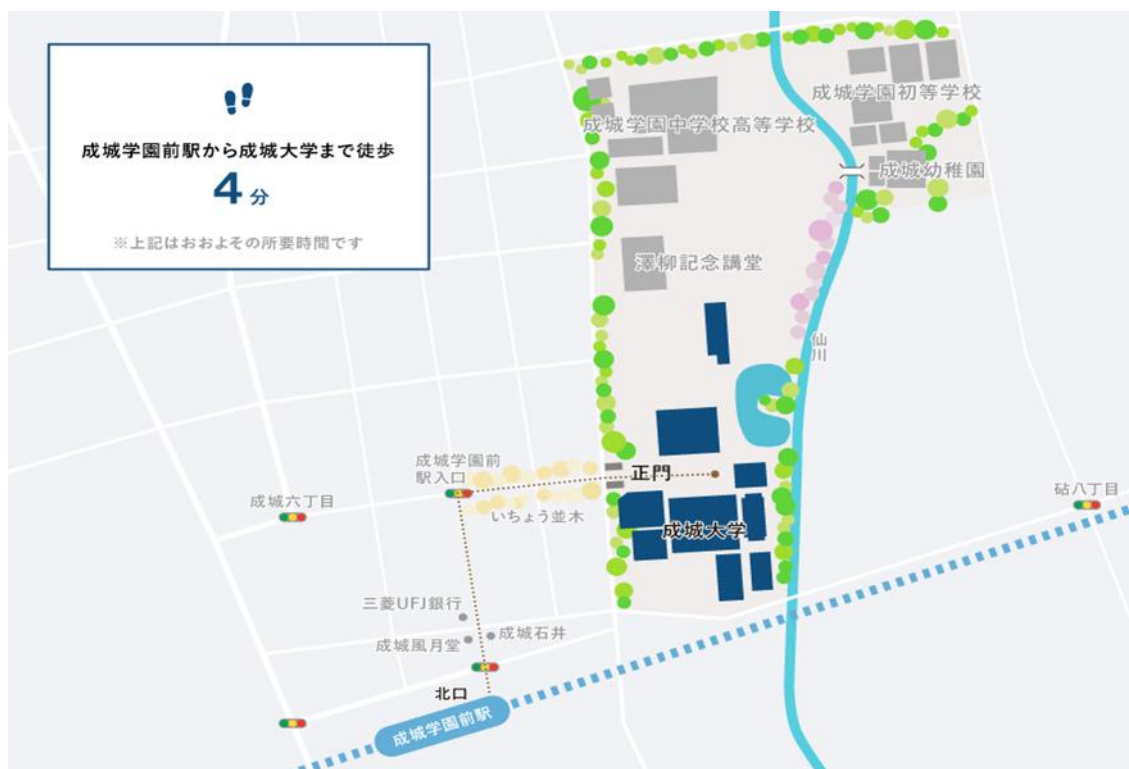 成城学園前駅から成城大学まで徒歩
4分
※上記はおおよその所要時間です
成城学園初等学校
成城学園中学校高等学校
成城幼稚園
澤柳記念講堂
仙川
成城学園前
駅入口
正門
成城六丁目
いちょう並木
砧八丁目
成城大学
三菱UFJ銀行
成城石井
成城風月堂
北口
成城学園前駅